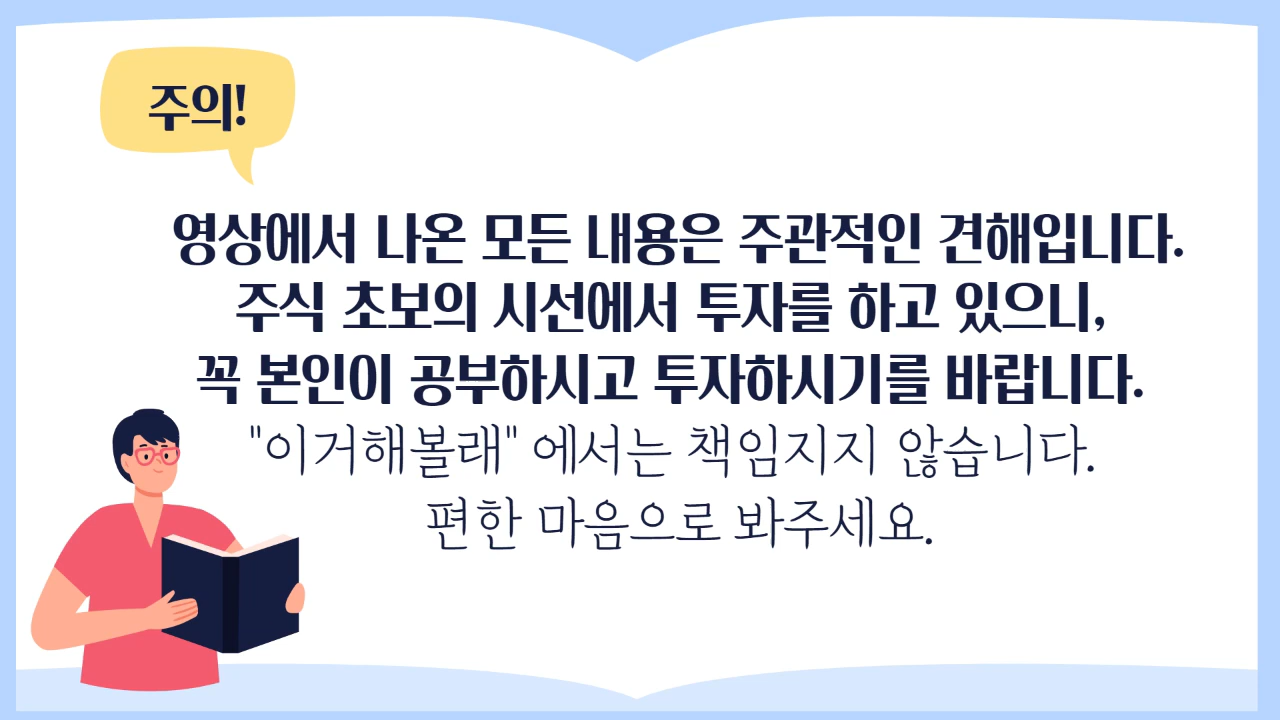 주의!
영상에서 나온 모든 내용은 주관적인 견해입니다.
주식 초보의 시선에서 투자를 하고 있으니,
꼭 본인이 공부하시고 투자하시기를 바랍니다.
"이거해볼래" 에서는 책임지지 않습니다.
편한 마음으로 봐주세요.